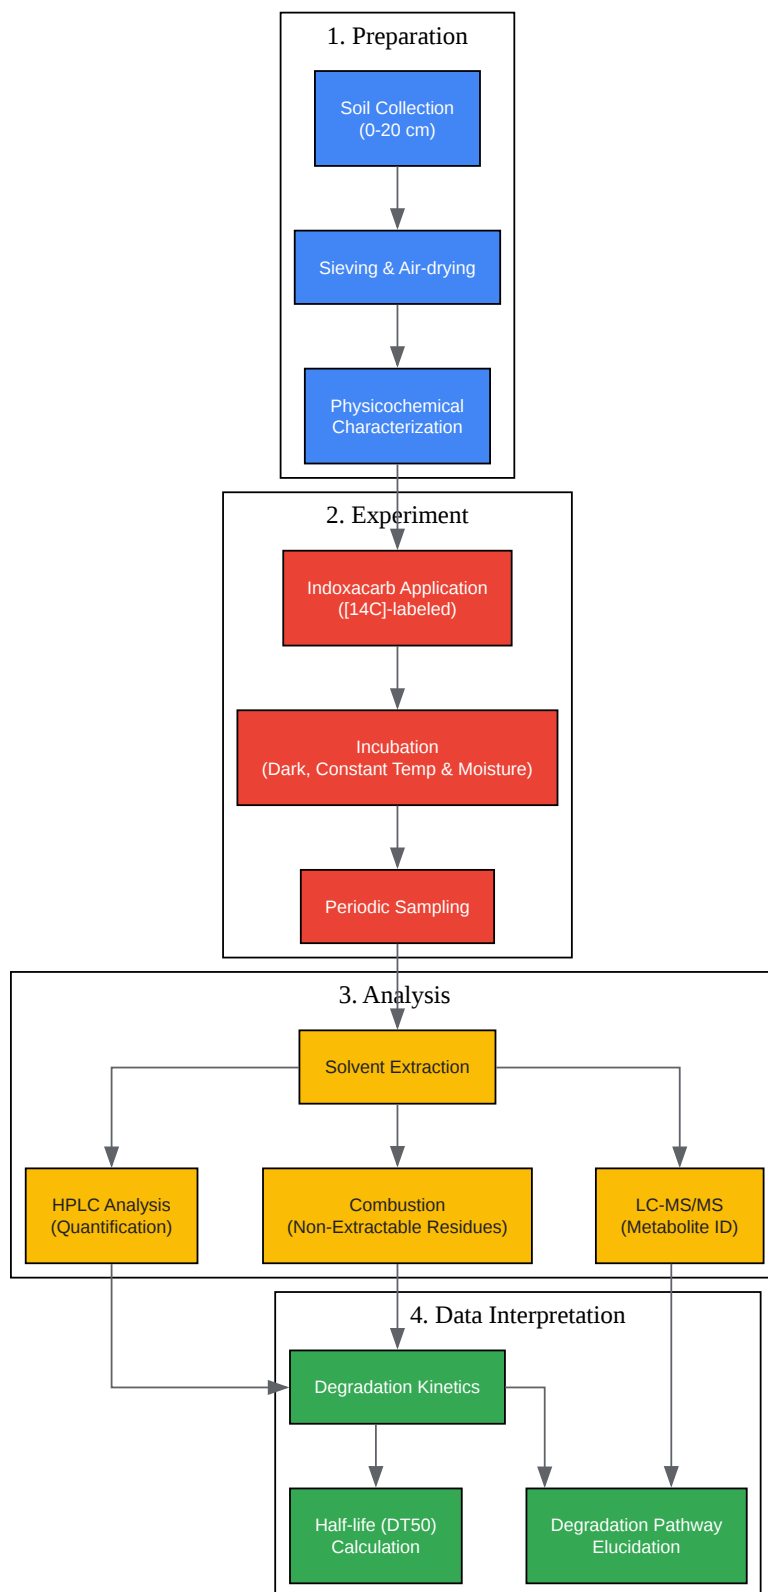 1. Preparation
Soil Collection
(0-20 cm)
Sieving & Air-drying
Physicochemical
Characterization
2. Experiment
Indoxacarb Application
([14C]-labeled)
Incubation
(Dark, Constant Temp & Moisture)
Periodic Sampling
3. Analysis
Solvent Extraction
HPLC Analysis
(Quantification)
Combustion
(Non-Extractable Residues)
LC-MS/MS
(Metabolite ID)
4. Data Interpretation
Degradation Kinetics
Half-life (DT50)
Calculation
Degradation Pathway
Elucidation